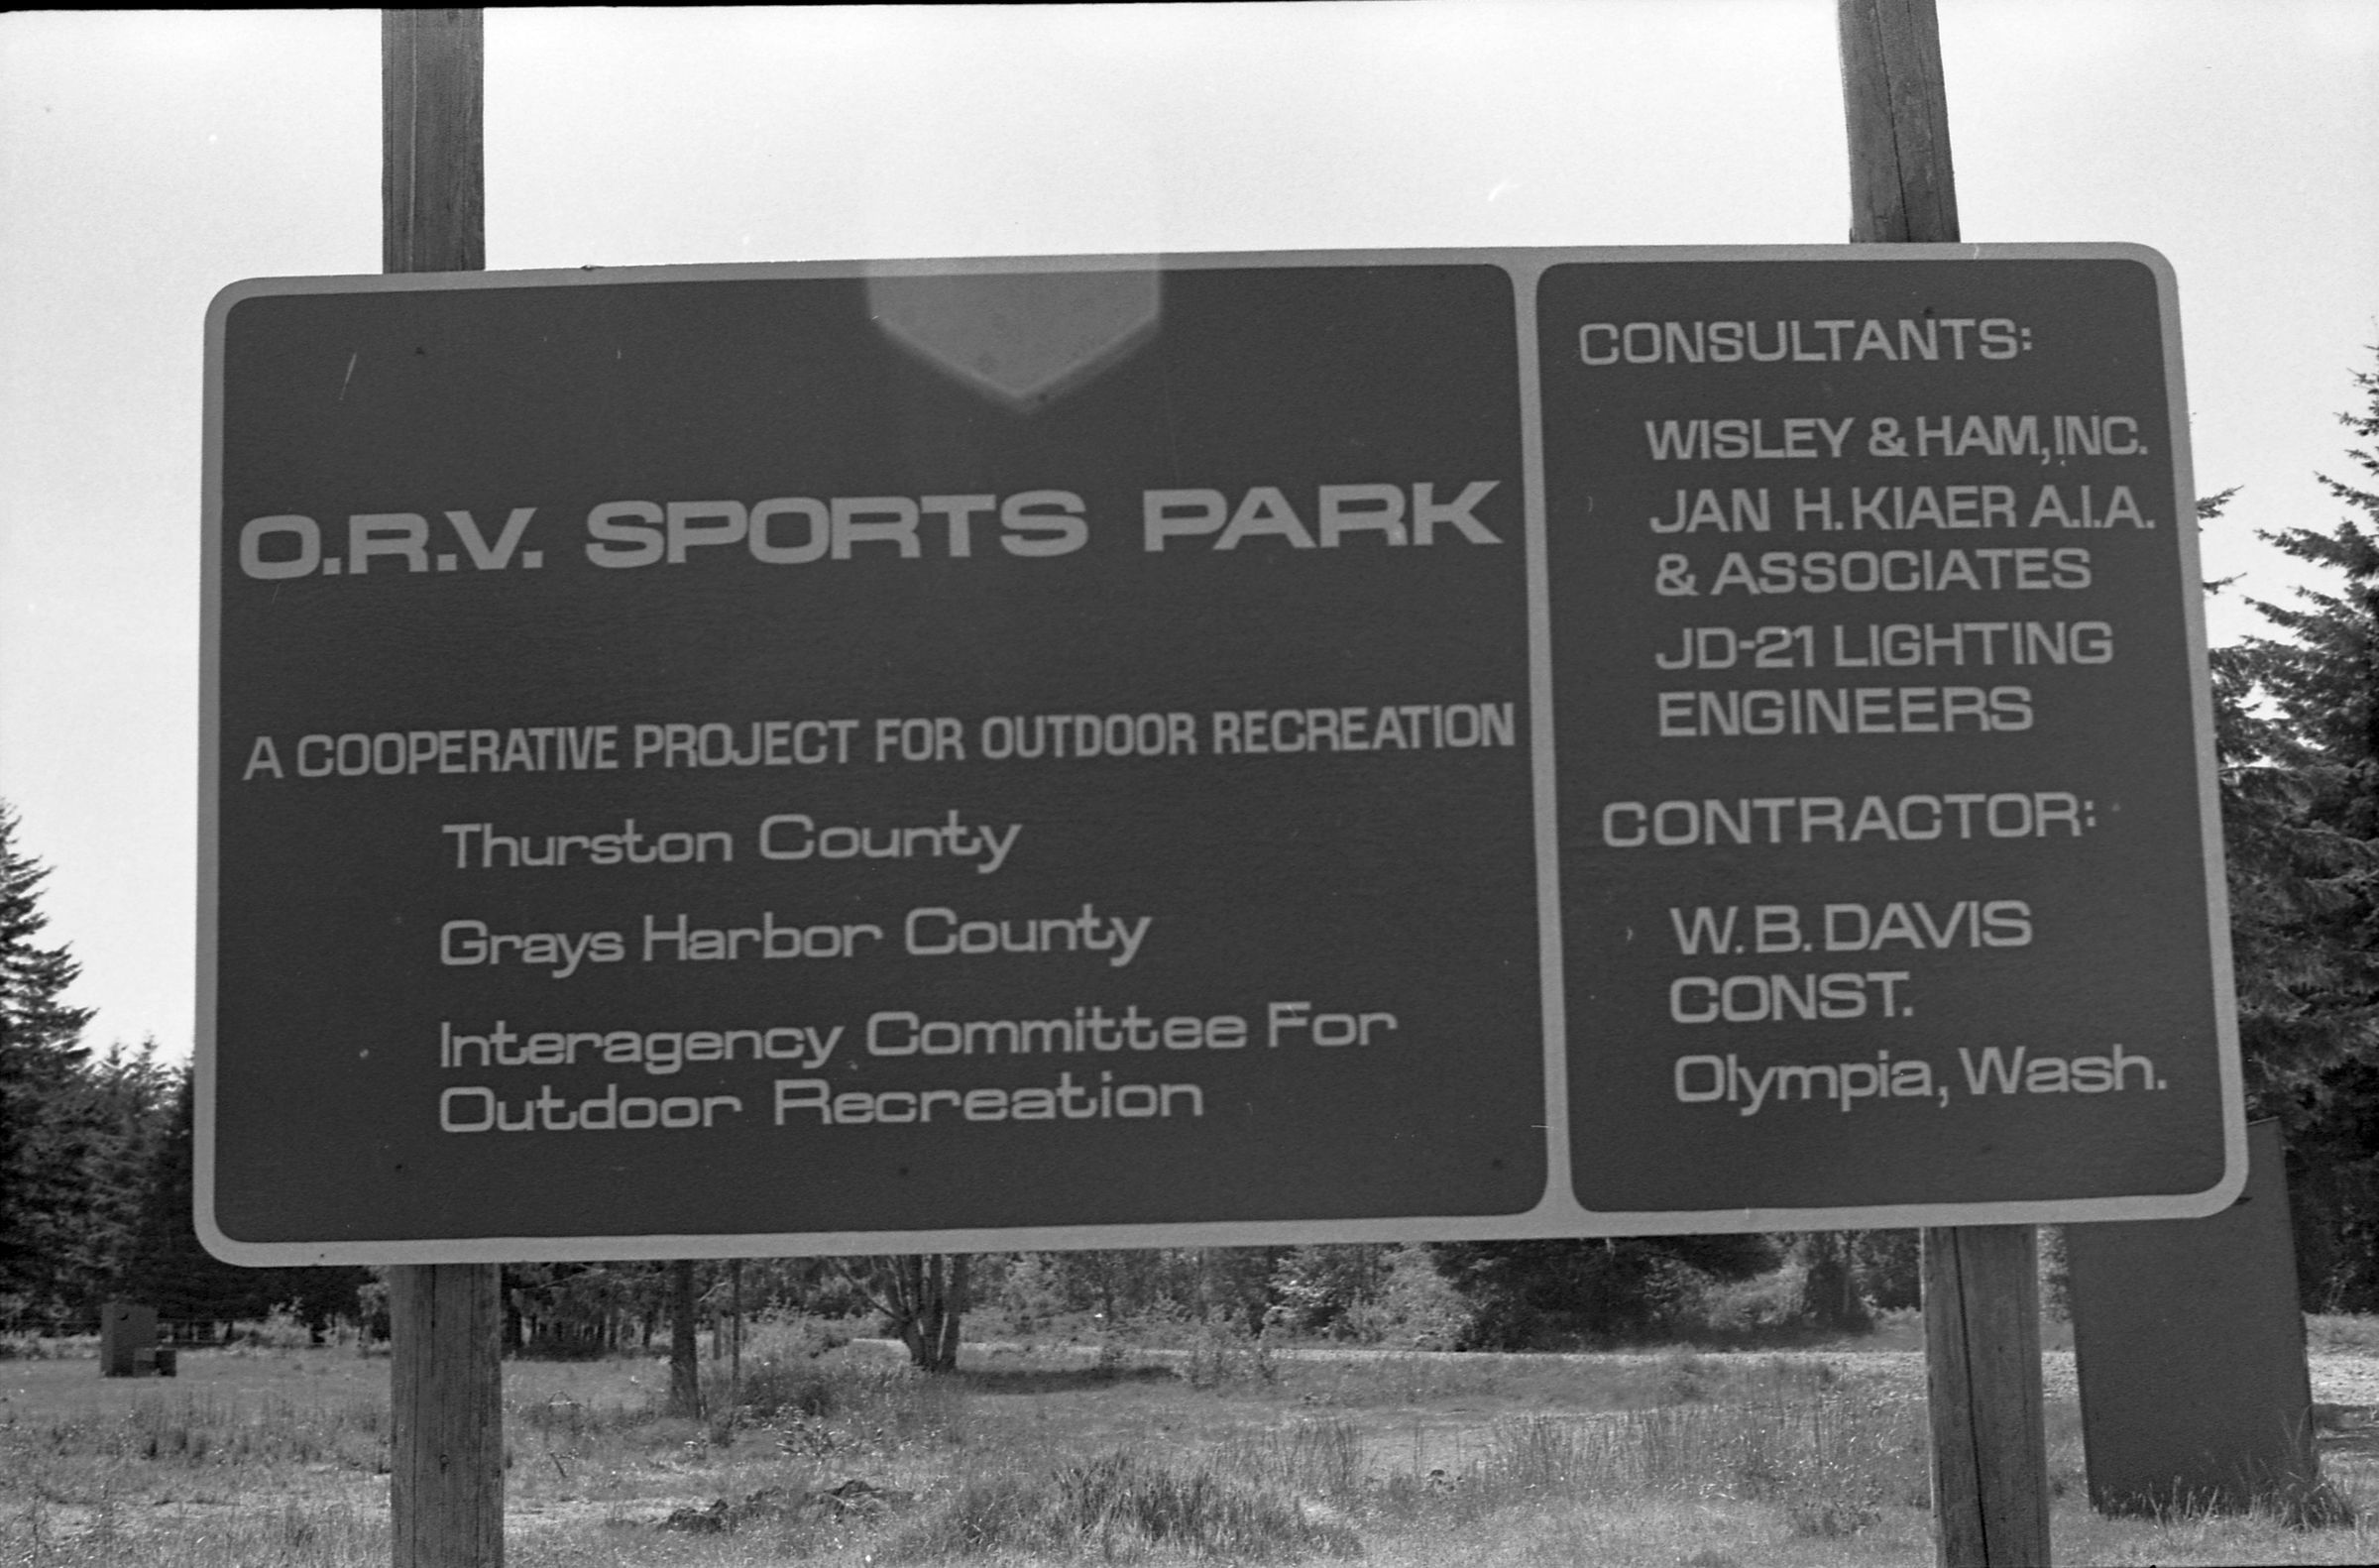 O.R.V. SPORTS PARK
A COOPERATIVE PROJECT FOR OUTDOOR RECREATION
Thurston County
Grays Harbor County
Interagency Committee For
Outdoor Recreation
CONSULTANTS:
WISLEY & HAM, INC.
JAN H. KIAER A.I.A.
& ASSOCIATES
JD-21 LIGHTING
ENGINEERS
CONTRACTOR:
W. B. DAVIS
CONST.
Olympia, Wash.